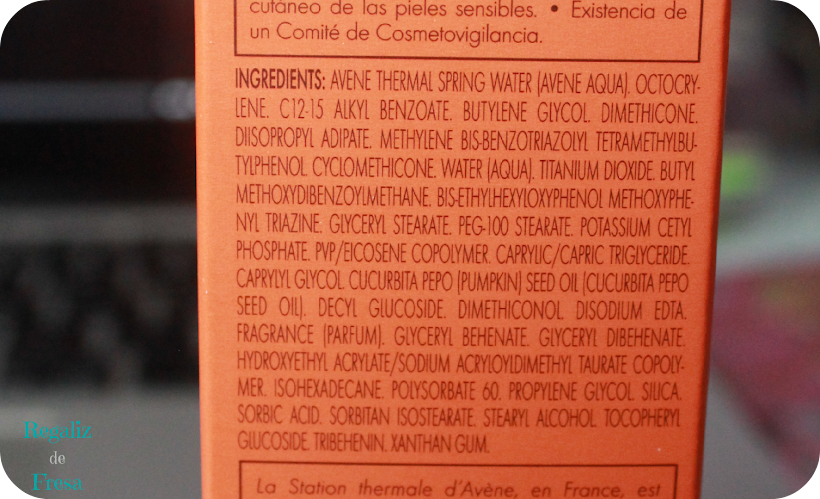 cutáneo de las pieles sensibles. • Existencia de
un Comité de Cosmetovigilancia.
INGREDIENTS: AVENE THERMAL SPRING WATER (AVENE AQUA). OCTOCRY-
LENE. C12-15 ALKYL BENZOATE. BUTYLENE GLYCOL. DIMETHICONE.
DIISOPROPYL ADIPATE. METHYLENE BIS-BENZOTRIAZOLYL TETRAMETHYLBU-
TYLPHENOL. CYCLOMETHICONE. WATER (AQUA). TITANIUM DIOXIDE. BUTYL
METHOXYDIBENZOYLMETHANE. BIS-ETHYLHEXYLOXYPHENOL METHOXYPHE-
NYL TRIAZINE. GLYCERYL STEARATE. PEG-100 STEARATE. POTASSIUM CETYL
PHOSPHATE. PVP/EICOSENE COPOLYMER. CAPRYLIC/CAPRIC TRIGLYCERIDE.
CAPRYLYL GLYCOL. CUCURBITA PEPO (PUMPKIN) SEED OIL (CUCURBITA PEPO
SEED OIL). DECYL GLUCOSIDE. DIMETHICONOL. DISODIUM EDTA.
FRAGRANCE (PARFUM). GLYCERYL BEHENATE. GLYCERYL DIBEHENATE.
HYDROXYETHYL ACRYLATE/SODIUM ACRYLOYLDIMETHYL TAURATE COPOLY-
MER. ISOHEXADECANE. POLYSORBATE 60. PROPYLENE GLYCOL. SILICA.
SORBIC ACID. SORBITAN ISOSTEARATE. STEARYL ALCOHOL. TOCOPHERYL
GLUCOSIDE. TRIBEHENIN. XANTHAN GUM.
La Station thermale d'Avène, en France, est
Regaliz
de
Fresa